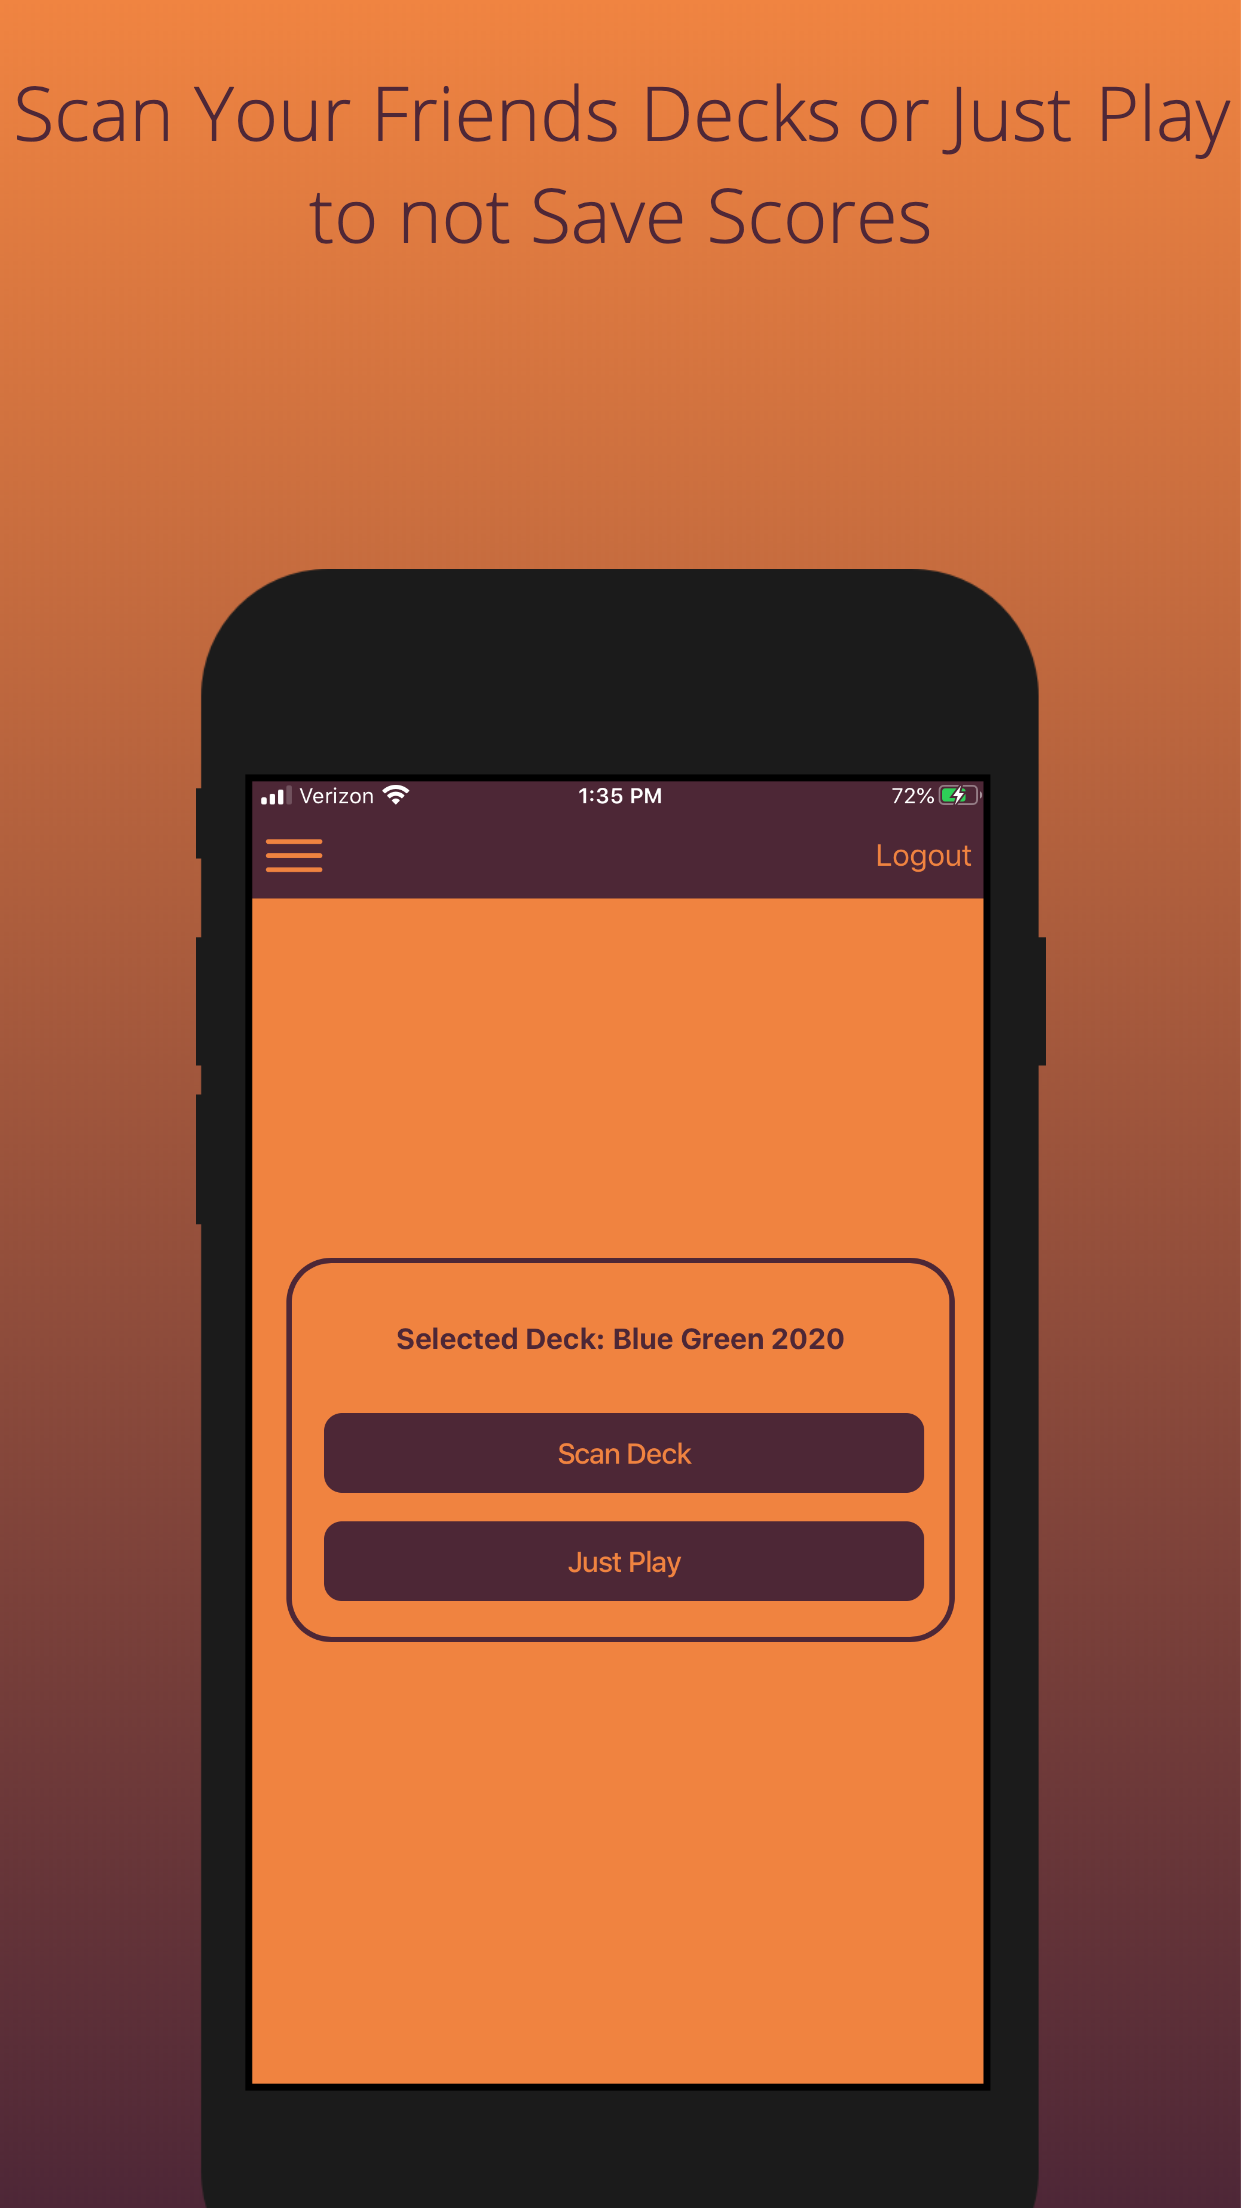 Scan Your Friends Decks or Just Play
to not Save Scores
Verizon 1:35 PM 72%
Logout
Selected Deck: Blue Green 2020
Scan Deck
Just Play